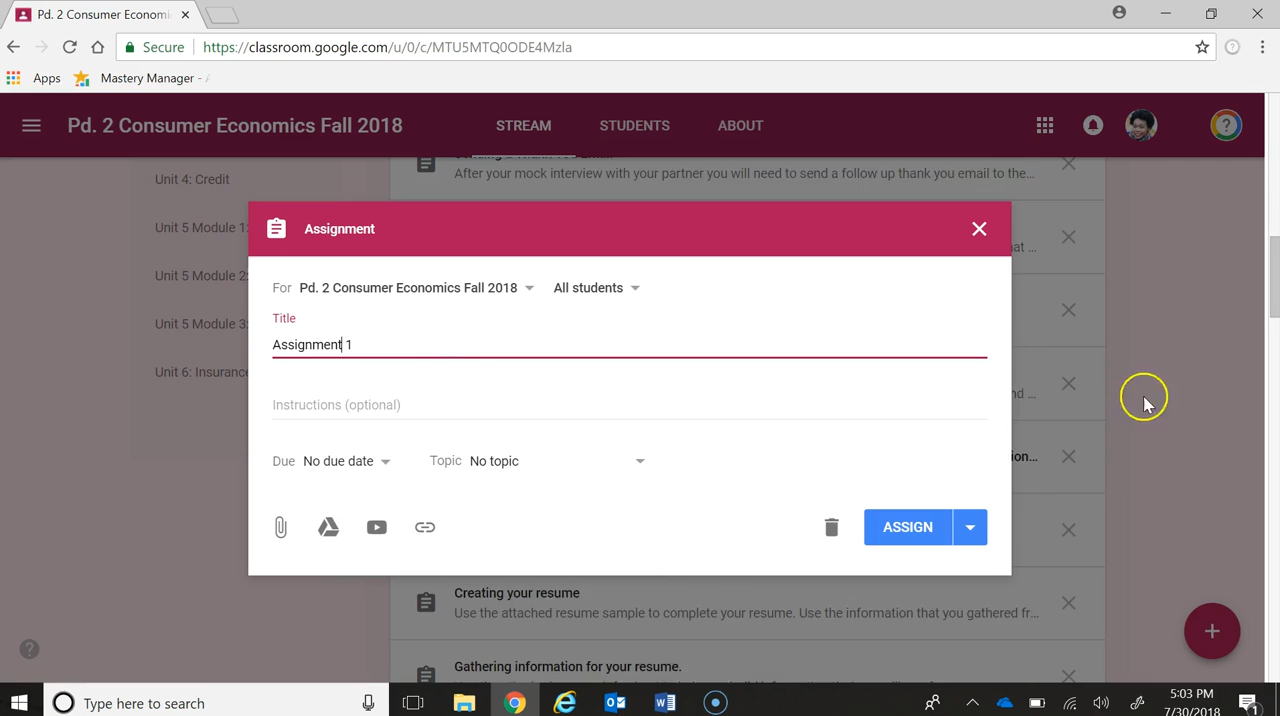 Pd. 2 Consumer Economi
Secure https://classroom.google.com/u/0/c/MTU5MTQ0ODE4Mzla
Apps Mastery Manager -
Pd. 2 Consumer Economics Fall 2018 STREAM STUDENTS ABOUT
Unit 4: Credit
After your mock interview with your partner you will need to send a follow up thank you email to the...
Unit 5 Module 1:
Assignment
hat ...
Unit 5 Module 2:
For Pd. 2 Consumer Economics Fall 2018 All students
Title
Unit 5 Module 3:
Assignment 1
Unit 6: Insurance
nd ...
Instructions (optional)
ion...
Due No due date Topic No topic
ASSIGN
Creating your resume
Use the attached resume sample to complete your resume. Use the information that you gathered fr...
Gathering information for your resume.
Type here to search
5:03 PM
7/30/2018
1